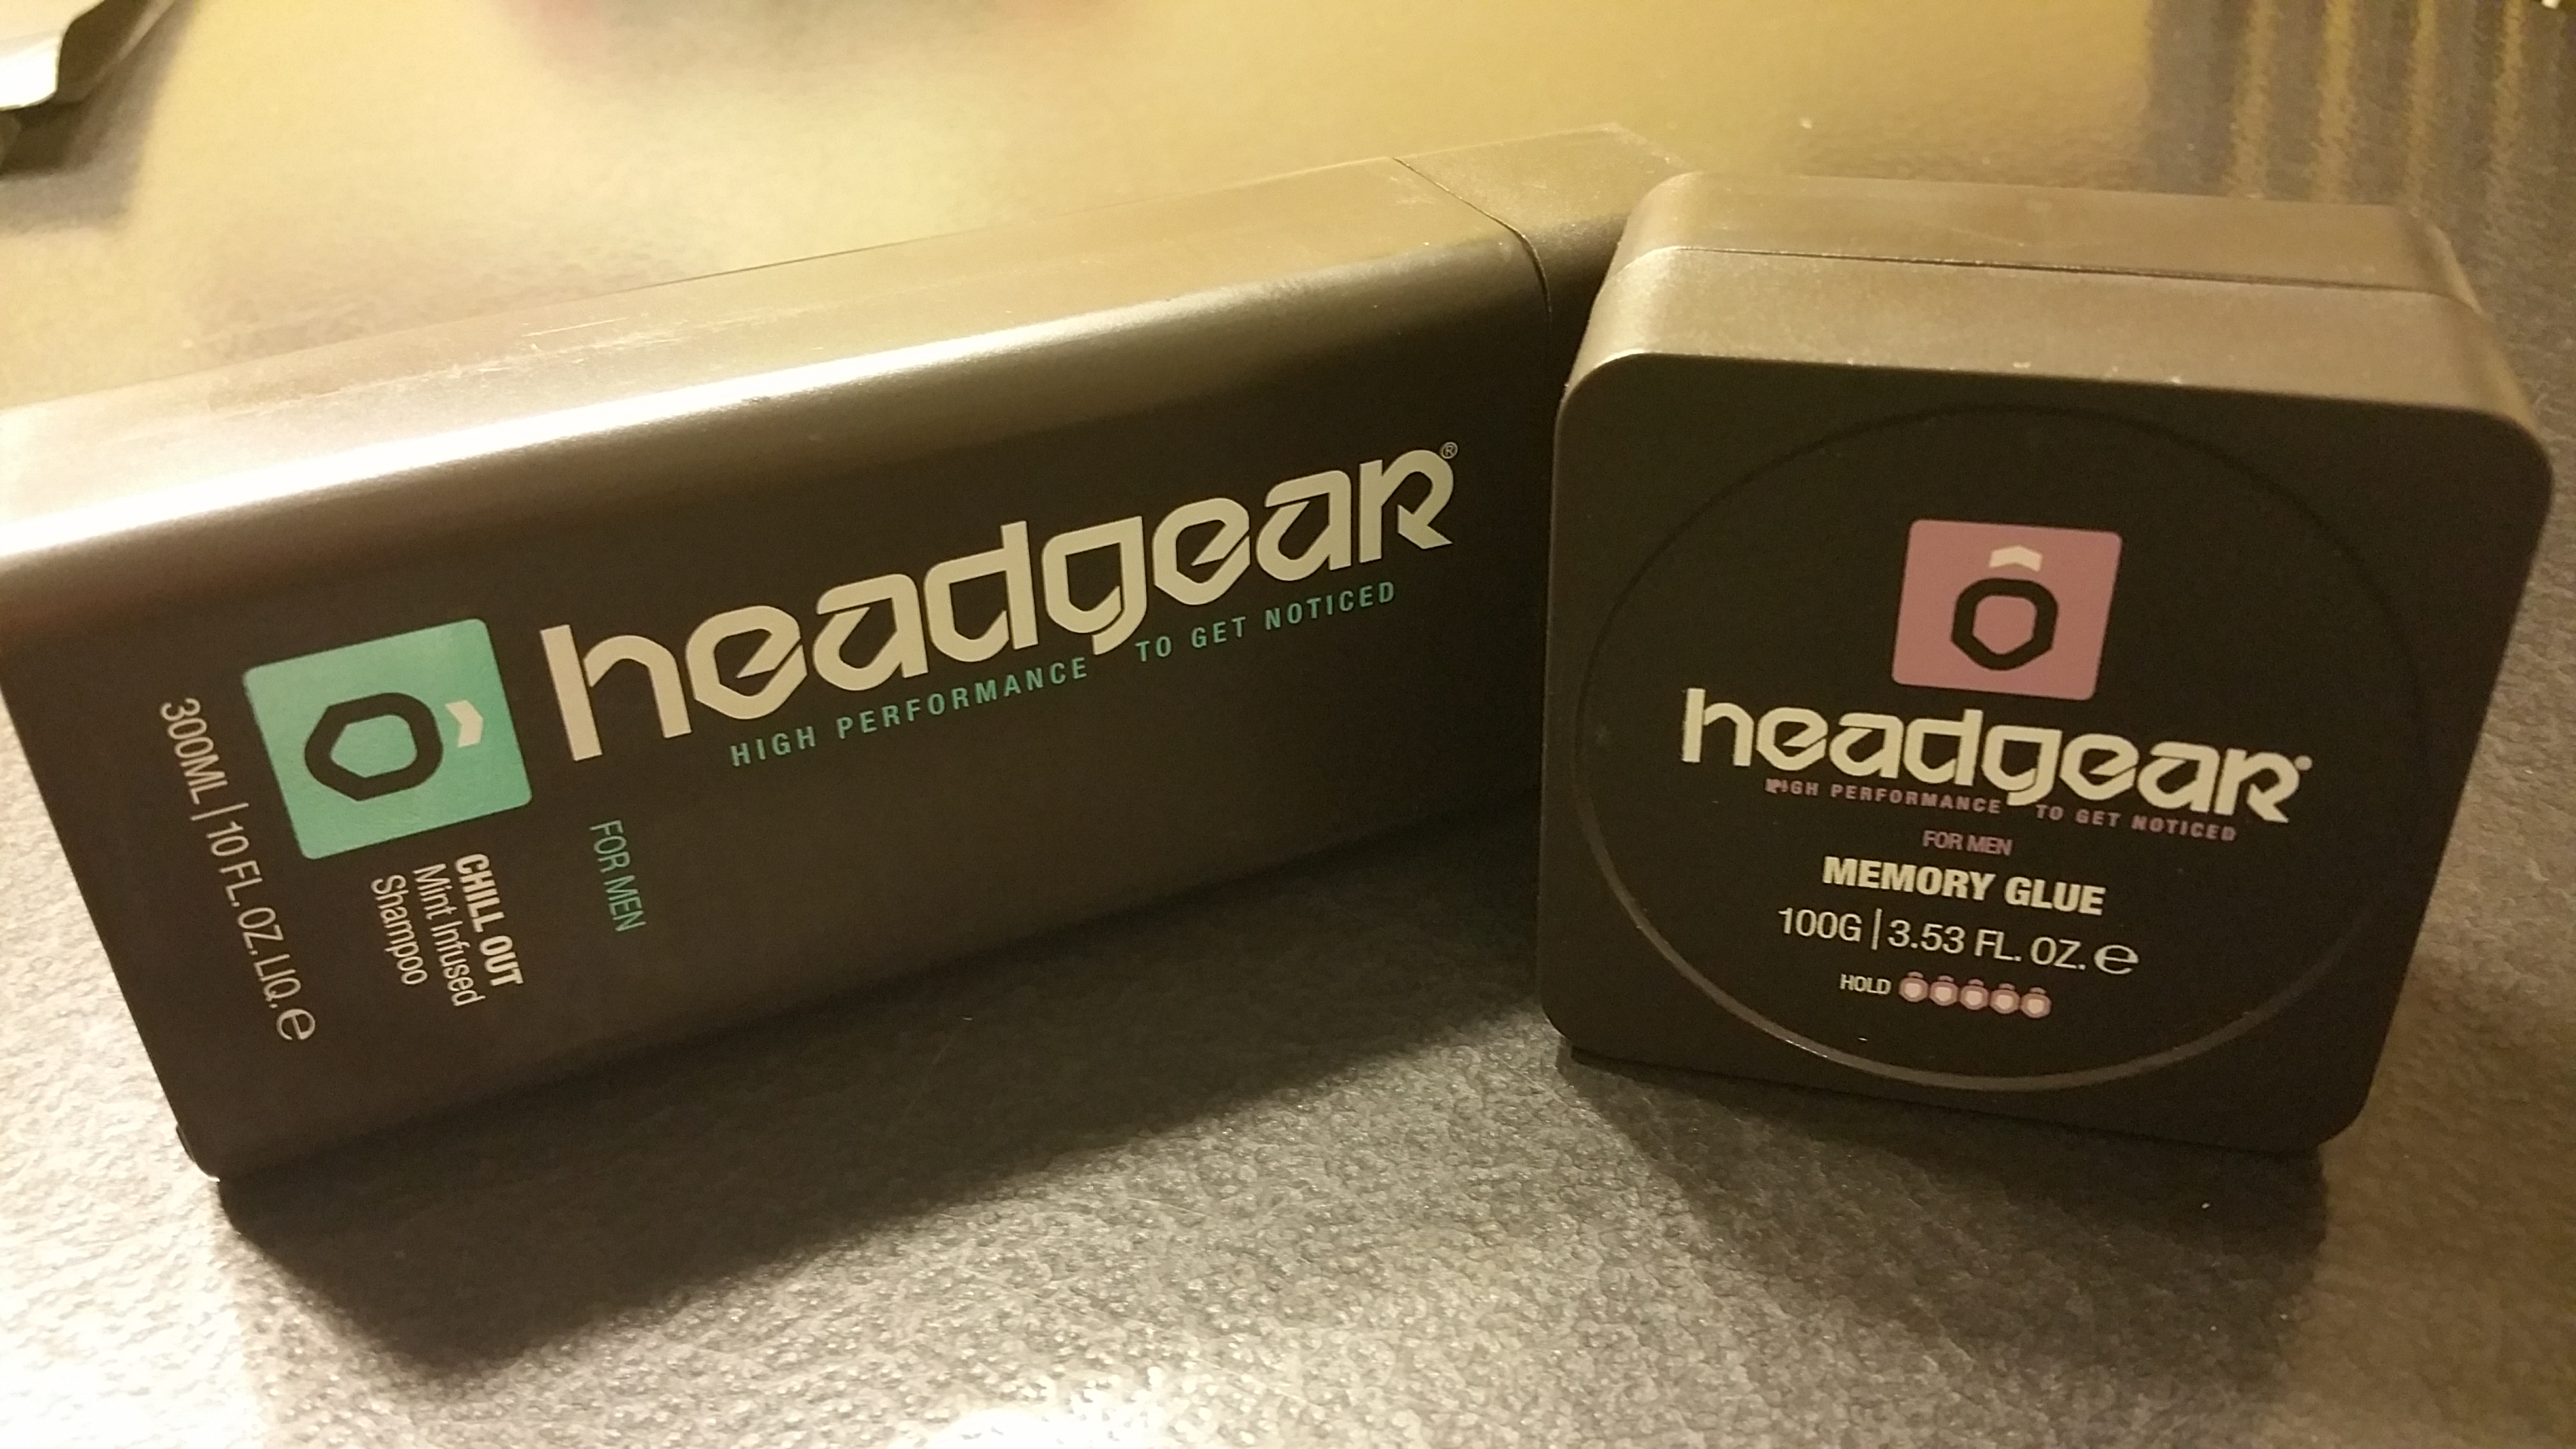 headgear®
HIGH PERFORMANCE TO GET NOTICED
FOR MEN
CHILL OUT
Mint Infused
Shampoo
300ML | 10 FL. OZ. LIQ. ℮
headgear®
HIGH PERFORMANCE TO GET NOTICED
FOR MEN
MEMORY GLUE
100G | 3.53 FL. OZ. ℮
HOLD